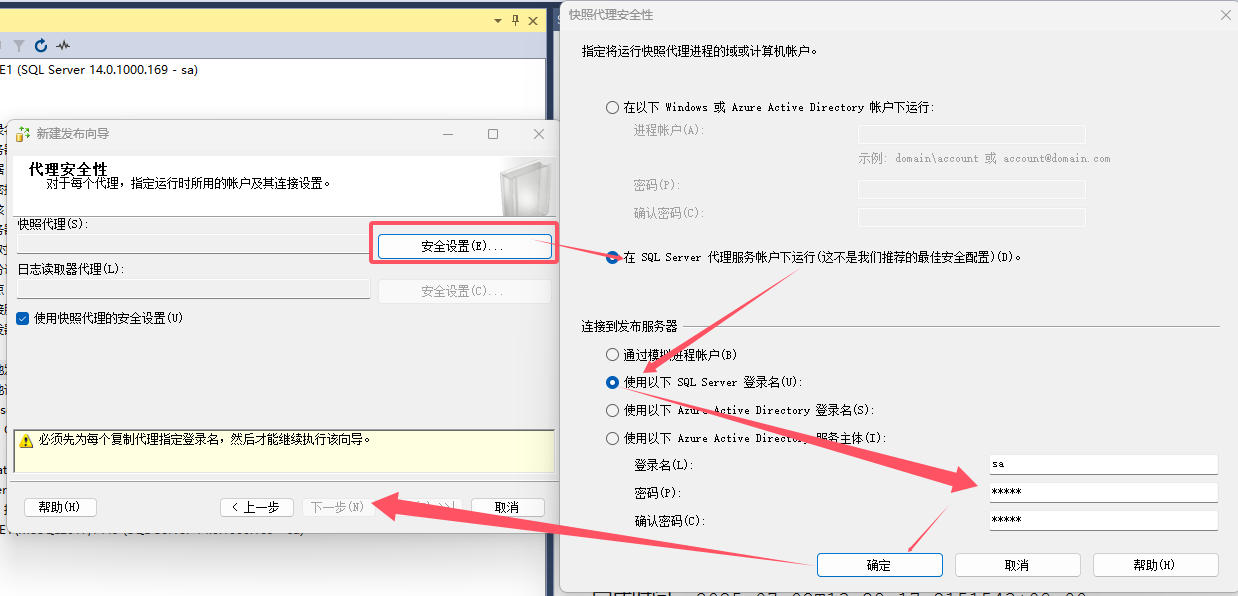 E1 (SQL Server 14.0.1000.169 - sa)
新建发布向导
代理安全性
对于每个代理，指定运行时所用的帐户及其连接设置。
快照代理(S):
安全设置(E)...
日志读取器代理(L):
安全设置(C)...
使用快照代理的安全设置(U)
必须先为每个复制代理指定登录名，然后才能继续执行该向导。
帮助(H)
< 上一步
下一步(N)
取消
快照代理安全性
指定将运行快照代理进程的域或计算机帐户。
在以下 Windows 或 Azure Active Directory 帐户下运行:
进程帐户(A):
示例: domain\account 或 account@domain.com
密码(P):
确认密码(C):
在 SQL Server 代理服务帐户下运行(这不是我们推荐的最佳安全配置)(D)。
连接到发布服务器
通过模拟进程帐户(B)
使用以下 SQL Server 登录名(U):
使用以下 Azure Active Directory 登录名(S):
使用以下 Azure Active Directory 服务主体(I):
登录名(L):
sa
密码(P):
*****
确认密码(C):
*****
确定
取消
帮助(H)